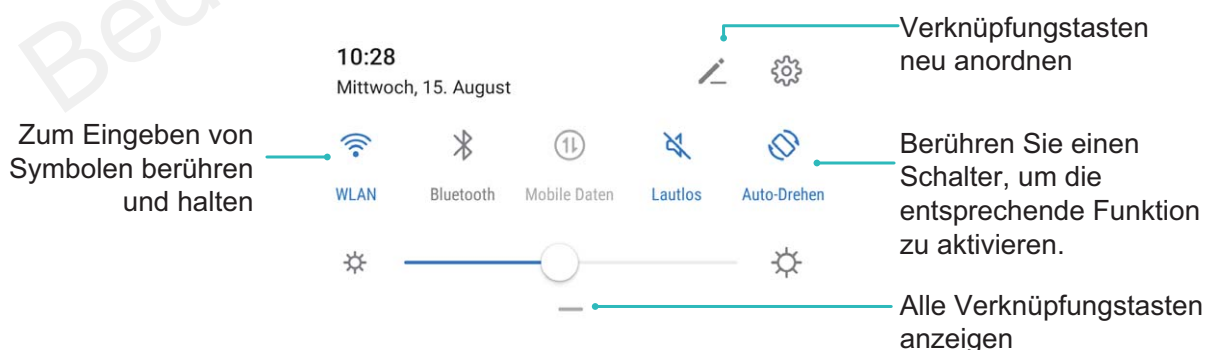 Verknüpfungstasten
neu anordnen
10:28
Mittwoch, 15. August
Zum Eingeben von
Symbolen berühren
und halten
WLAN Bluetooth Mobile Daten Lautlos Auto-Drehen
Berühren Sie einen
Schalter, um die
entsprechende Funktion
zu aktivieren.
Alle Verknüpfungstasten
anzeigen